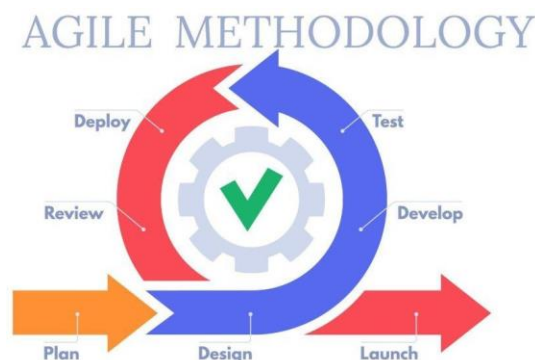 AGILE METHODOLOGY
Deploy
Test
Review
Develop
Plan
Design
Launch